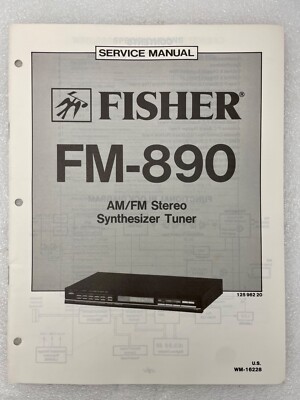 SERVICE MANUAL
FISHER®
FM-890
AM/FM Stereo
Synthesizer Tuner
125 962 20
U.S.
WM-16228